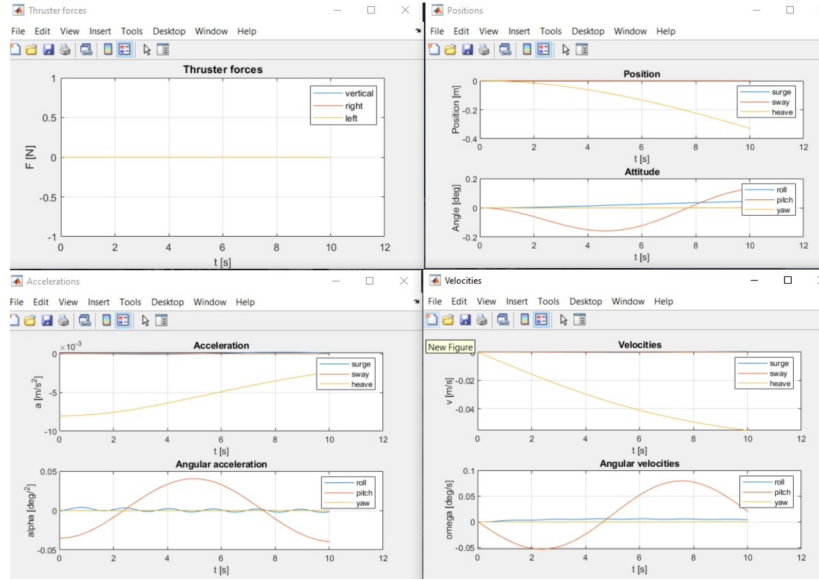 Thruster forces
File Edit View Insert Tools Desktop Window Help
Thruster forces
1
0.5
0
-0.5
-1
F [N]
0 2 4 6 8 10 12
t [s]
vertical
right
left
Positions
File Edit View Insert Tools Desktop Window Help
Position
0
-0.2
-0.4
Position [m]
0 2 4 6 8 10 12
t [s]
surge
sway
heave
Attitude
0.2
0
-0.2
Angle [deg]
0 2 4 6 8 10 12
t [s]
roll
pitch
yaw
Accelerations
File Edit View Insert Tools Desktop Window Help
Acceleration
×10-3
0
-5
-10
a [m/s2]
0 2 4 6 8 10 12
t [s]
surge
sway
heave
Angular acceleration
0.05
0
-0.05
alpha [deg/2]
0 2 4 6 8 10 12
t [s]
roll
pitch
yaw
Velocities
File Edit View Insert Tools Desktop Window Help
New Figure
Velocities
-0.02
-0.04
v [m/s]
0 2 4 6 8 10 12
t [s]
surge
sway
heave
Angular velocities
0.1
0.05
0
-0.05
omega [deg/s]
0 2 4 6 8 10 12
t [s]
roll
pitch
yaw